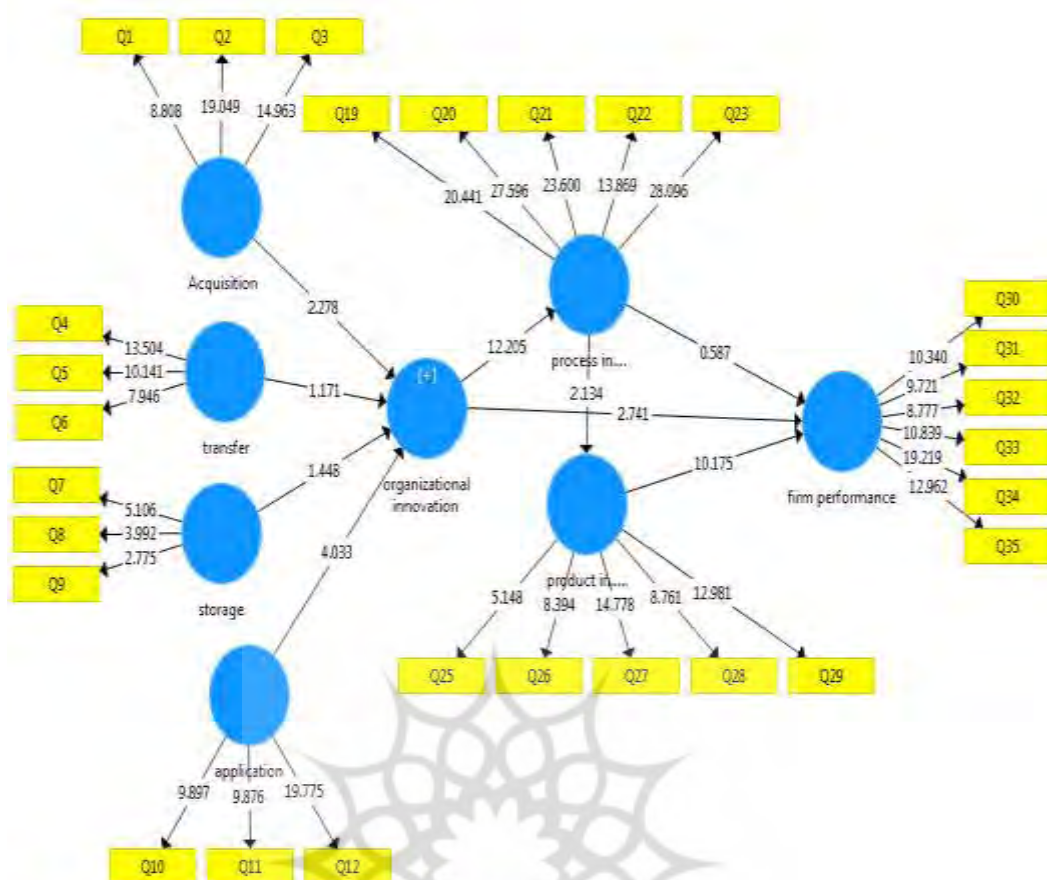 Q1 Q2 Q3
8.808 19.049 14.963
Acquisition
Q19 Q20 Q21 Q22 Q23
20.441 27.596 23.600 13.869 28.096
process in....
Q4
Q5
Q6
13.504
10.141
7.946
transfer
Q7
Q8
Q9
5.106
3.992
2.775
storage
2.278
1.171
1.448
4.033
[+]
organizational
innovation
12.205
2.134
0.587
2.741
10.175
product in....
5.148 8.394 14.778 8.761 12.981
Q25 Q26 Q27 Q28 Q29
firm performance
10.340
9.721
8.777
10.839
19.219
12.962
Q30
Q31
Q32
Q33
Q34
Q35
application
9.897 9.876 19.775
Q10 Q11 Q12